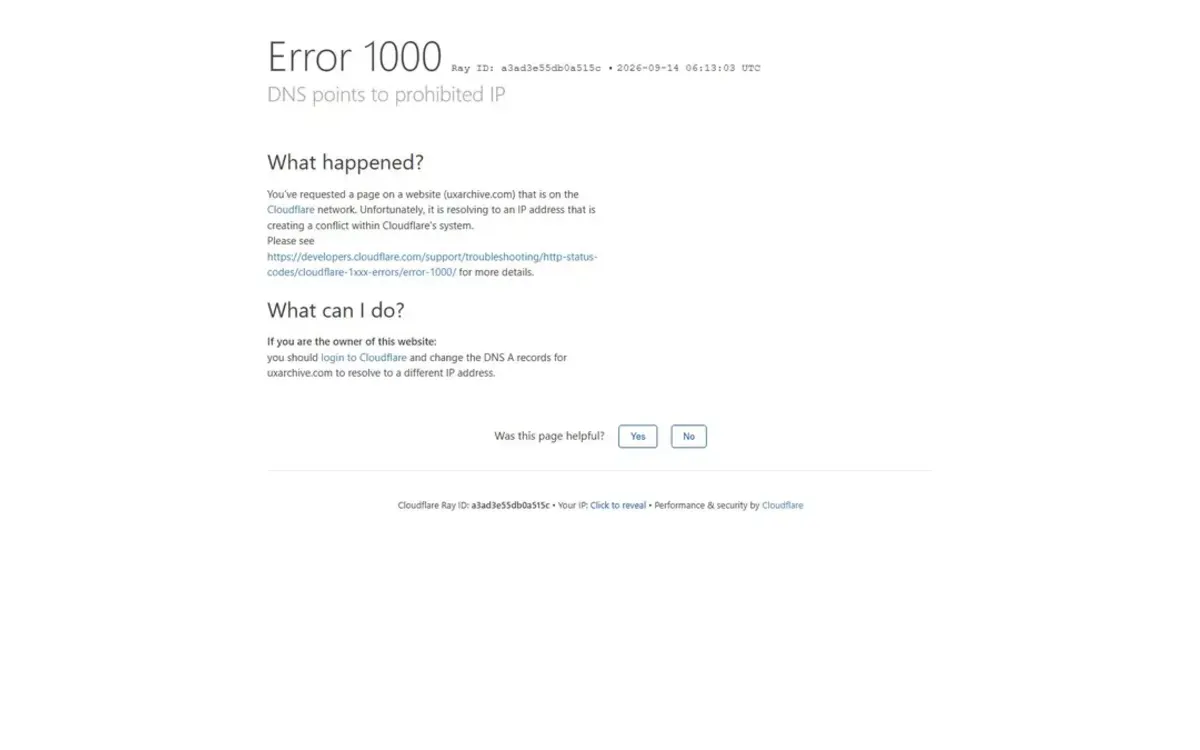 Error 1000 Ray ID: a3ad3e55db0a515c • 2026-09-14 06:13:03 UTC
DNS points to prohibited IP
What happened?
You've requested a page on a website (uxarchive.com) that is on the
Cloudflare network. Unfortunately, it is resolving to an IP address that is
creating a conflict within Cloudflare's system.
Please see
https://developers.cloudflare.com/support/troubleshooting/http-status-
codes/cloudflare-1xxx-errors/error-1000/ for more details.
What can I do?
If you are the owner of this website:
you should login to Cloudflare and change the DNS A records for
uxarchive.com to resolve to a different IP address.
Was this page helpful? Yes No
Cloudflare Ray ID: a3ad3e55db0a515c • Your IP: Click to reveal • Performance & security by Cloudflare